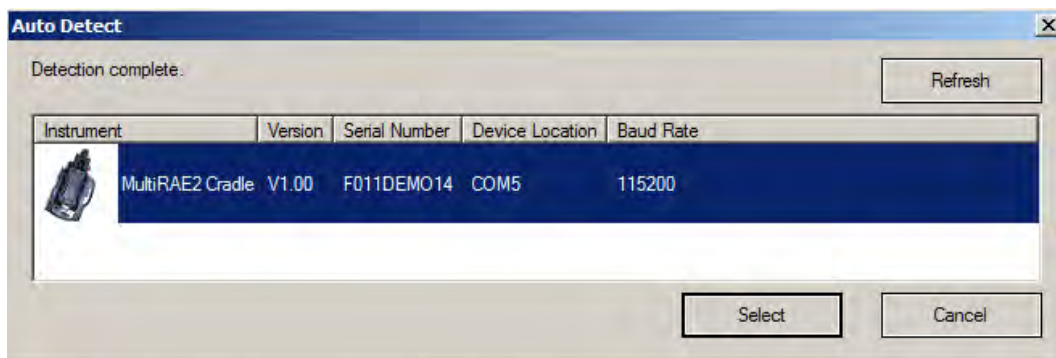 Auto Detect
Detection complete.
Refresh
Instrument Version Serial Number Device Location Baud Rate
MultiRAE2 Cradle V1.00 F011DEMO14 COM5 115200
Select Cancel